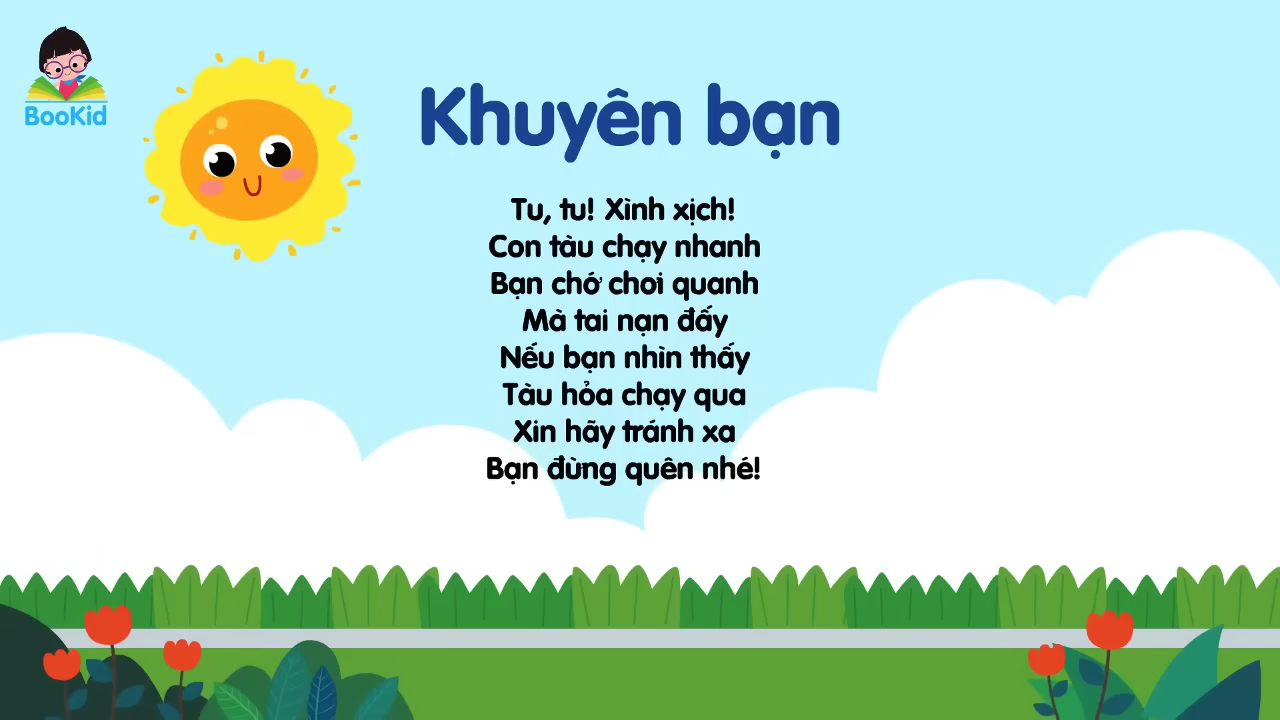 BooKid
Khuyên bạn
Tu, tu! Xình xịch!
Con tàu chạy nhanh
Bạn chớ chơi quanh
Mà tai nạn đấy
Nếu bạn nhìn thấy
Tàu hỏa chạy qua
Xin hãy tránh xa
Bạn đừng quên nhé!